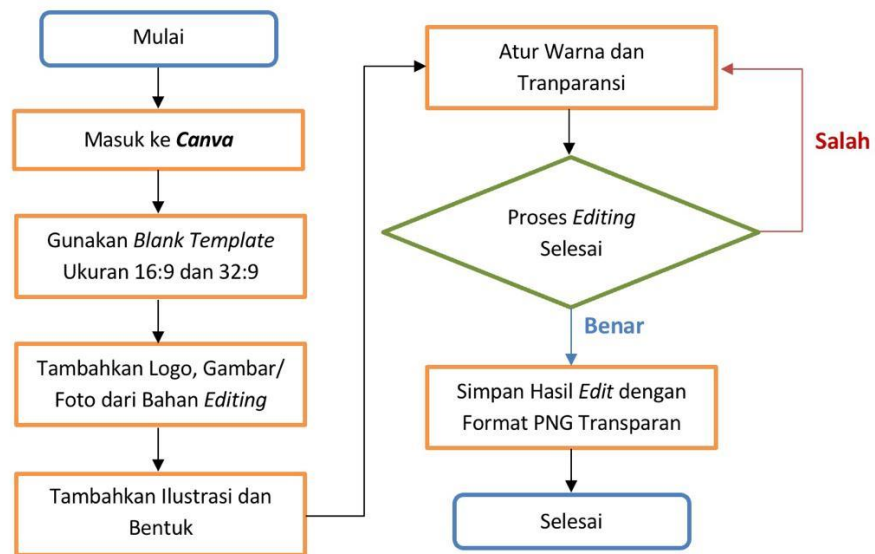 Mulai
Masuk ke Canva
Gunakan Blank Template
Ukuran 16:9 dan 32:9
Tambahkan Logo, Gambar/
Foto dari Bahan Editing
Tambahkan Ilustrasi dan
Bentuk
Atur Warna dan
Tranparansi
Proses Editing
Selesai
Salah
Benar
Simpan Hasil Edit dengan
Format PNG Transparan
Selesai